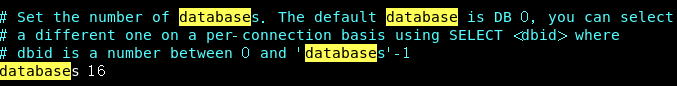 # Set the number of databases. The default database is DB 0, you can select
# a different one on a per-connection basis using SELECT <dbid> where
# dbid is a number between 0 and 'databases'-1
databases 16